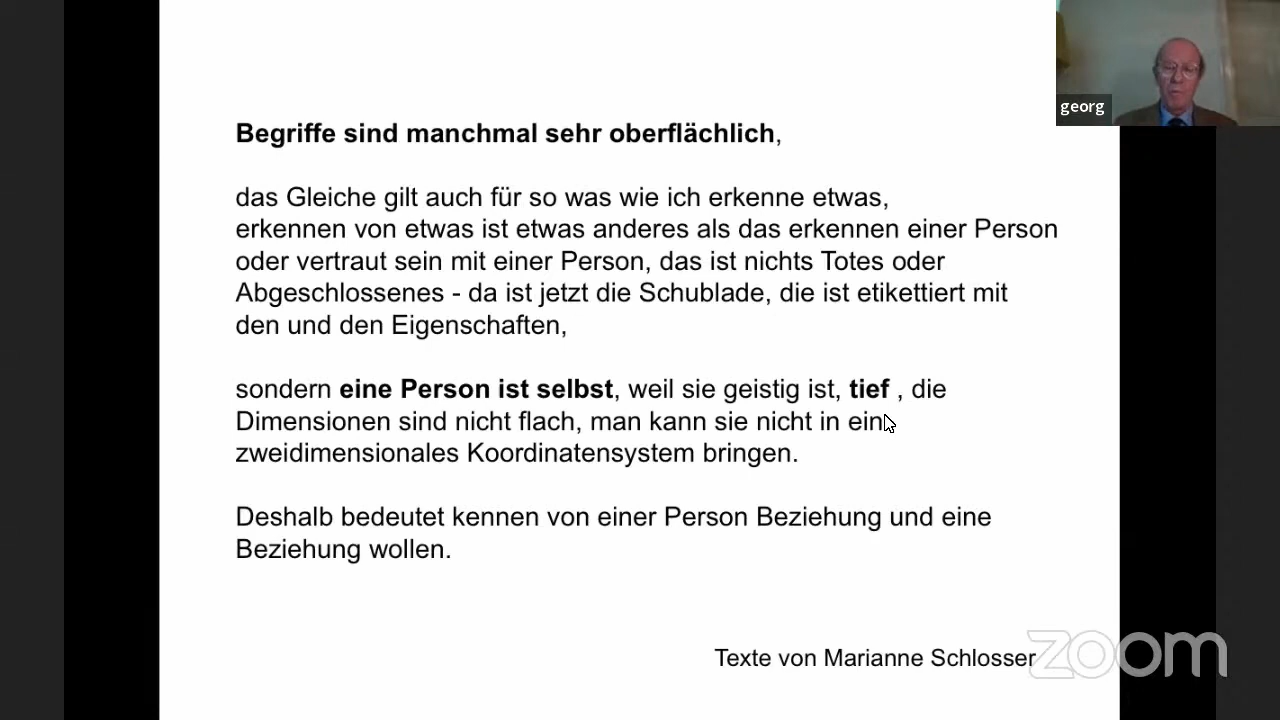 georg
Begriffe sind manchmal sehr oberflächlich,
das Gleiche gilt auch für so was wie ich erkenne etwas,
erkennen von etwas ist etwas anderes als das erkennen einer Person
oder vertraut sein mit einer Person, das ist nichts Totes oder
Abgeschlossenes - da ist jetzt die Schublade, die ist etikettiert mit
den und den Eigenschaften,
sondern eine Person ist selbst, weil sie geistig ist, tief , die
Dimensionen sind nicht flach, man kann sie nicht in ein
zweidimensionales Koordinatensystem bringen.
Deshalb bedeutet kennen von einer Person Beziehung und eine
Beziehung wollen.
Texte von Marianne Schlosser
zoom